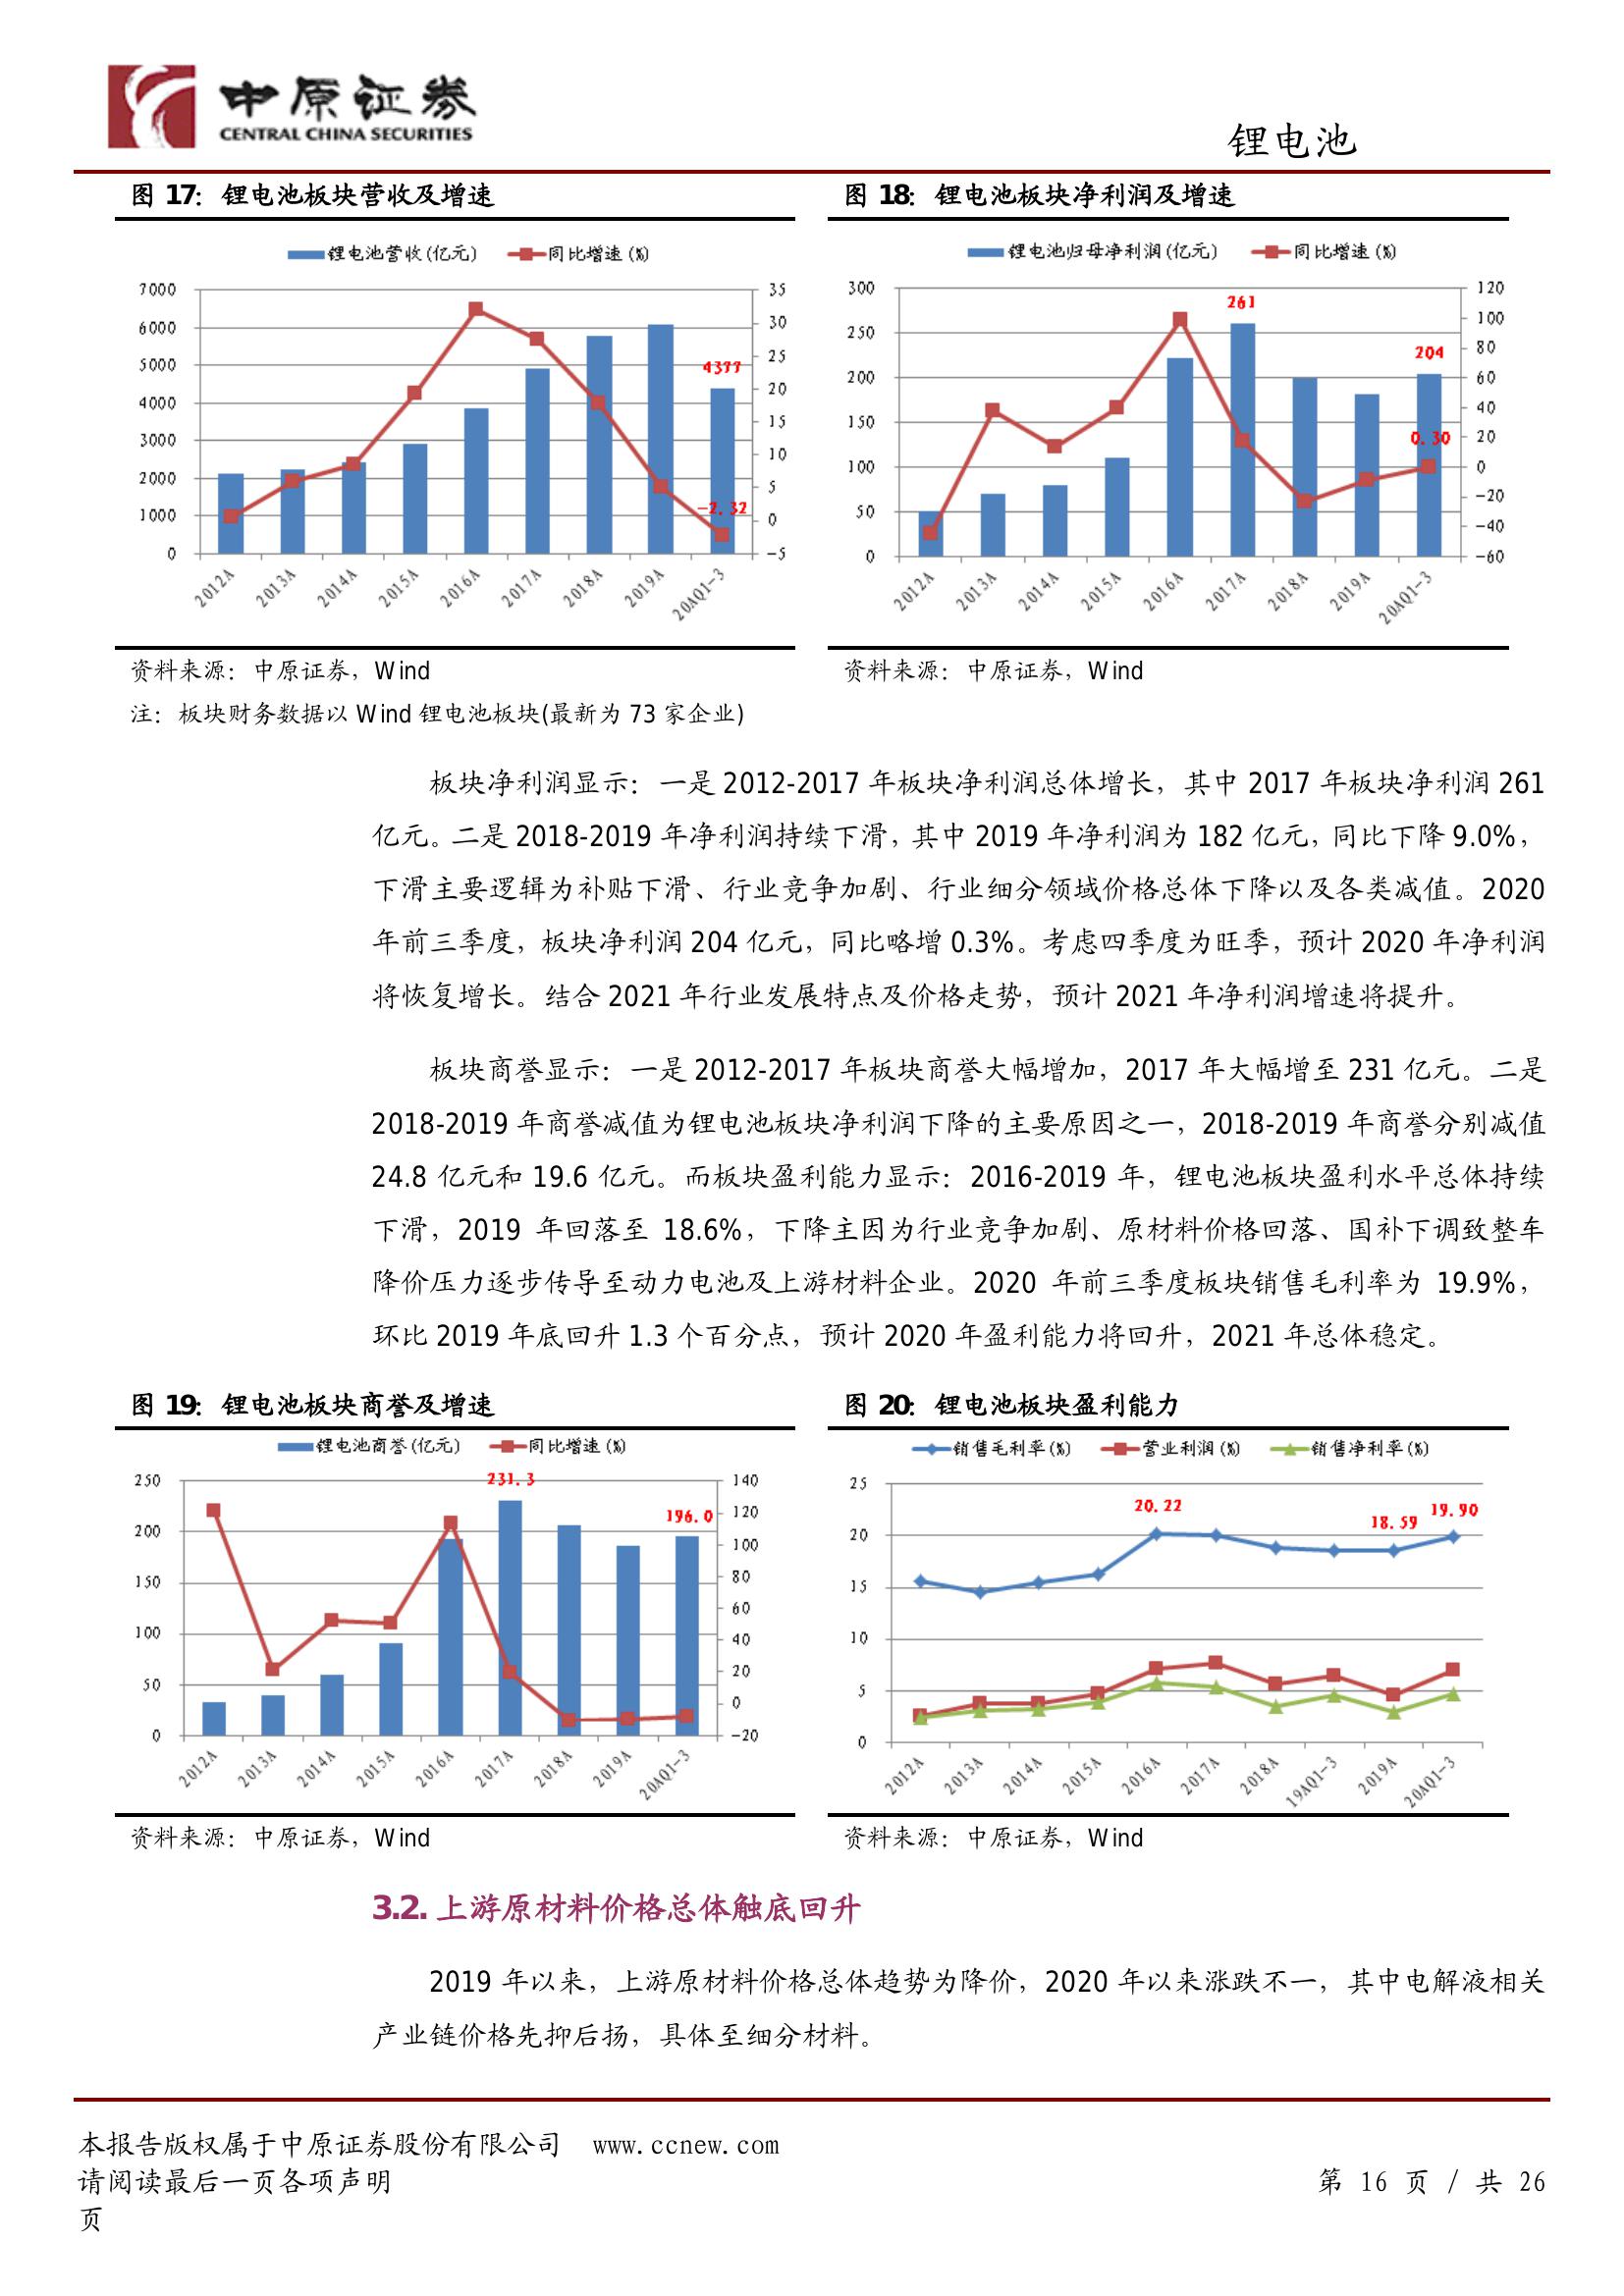 中原证券
CENTRAL CHINA SECURITIES
锂电池
图 17：锂电池板块营收及增速
锂电池营收(亿元) 同比增速(%)
7000
6000
5000
4000
3000
2000
1000
0
35
30
25
20
15
10
5
0
-5
4377
-2.32
2012A 2013A 2014A 2015A 2016A 2017A 2018A 2019A 20AQ1-3
图 18：锂电池板块净利润及增速
锂电池归母净利润(亿元) 同比增速(%)
300
250
200
150
100
50
0
120
100
80
60
40
20
0
-20
-40
-60
261
204
0.30
2012A 2013A 2014A 2015A 2016A 2017A 2018A 2019A 20AQ1-3
资料来源：中原证券，Wind
资料来源：中原证券，Wind
注：板块财务数据以 Wind 锂电池板块(最新为 73 家企业)
板块净利润显示：一是 2012-2017 年板块净利润总体增长，其中 2017 年板块净利润 261
亿元。二是 2018-2019 年净利润持续下滑，其中 2019 年净利润为 182 亿元，同比下降 9.0%，
下滑主要逻辑为补贴下滑、行业竞争加剧、行业细分领域价格总体下降以及各类减值。2020
年前三季度，板块净利润 204 亿元，同比略增 0.3%。考虑四季度为旺季，预计 2020 年净利润
将恢复增长。结合 2021 年行业发展特点及价格走势，预计 2021 年净利润增速将提升。
板块商誉显示：一是 2012-2017 年板块商誉大幅增加，2017 年大幅增至 231 亿元。二是
2018-2019 年商誉减值为锂电池板块净利润下降的主要原因之一，2018-2019 年商誉分别减值
24.8 亿元和 19.6 亿元。而板块盈利能力显示：2016-2019 年，锂电池板块盈利水平总体持续
下滑，2019 年回落至 18.6%，下降主因为行业竞争加剧、原材料价格回落、国补下调致整车
降价压力逐步传导至动力电池及上游材料企业。2020 年前三季度板块销售毛利率为 19.9%，
环比 2019 年底回升 1.3 个百分点，预计 2020 年盈利能力将回升，2021 年总体稳定。
图 19：锂电池板块商誉及增速
锂电池商誉(亿元) 同比增速(%)
250
200
150
100
50
0
140
120
100
80
60
40
20
0
-20
231.3
196.0
2012A 2013A 2014A 2015A 2016A 2017A 2018A 2019A 20AQ1-3
图 20：锂电池板块盈利能力
销售毛利率(%) 营业利润(%) 销售净利率(%)
25
20
15
10
5
0
20.22
18.59
19.90
2012A 2013A 2014A 2015A 2016A 2017A 2018A 19AQ1-3 2019A 20AQ1-3
资料来源：中原证券，Wind
资料来源：中原证券，Wind
3.2. 上游原材料价格总体触底回升
2019 年以来，上游原材料价格总体趋势为降价，2020 年以来涨跌不一，其中电解液相关
产业链价格先抑后扬，具体至细分材料。
本报告版权属于中原证券股份有限公司 www.ccnew.com
请阅读最后一页各项声明
第 16 页 / 共 26
页